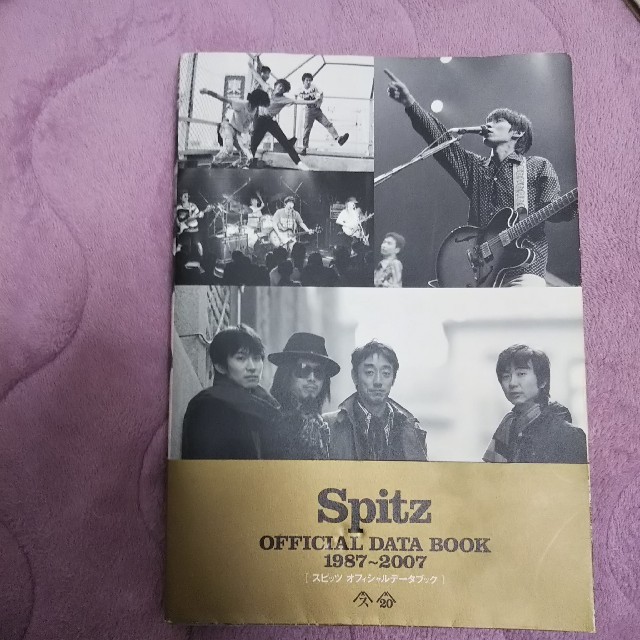 Spitz
OFFICIAL DATA BOOK
1987~2007
[ スピッツ オフィシャルデータブック ]
ス 20